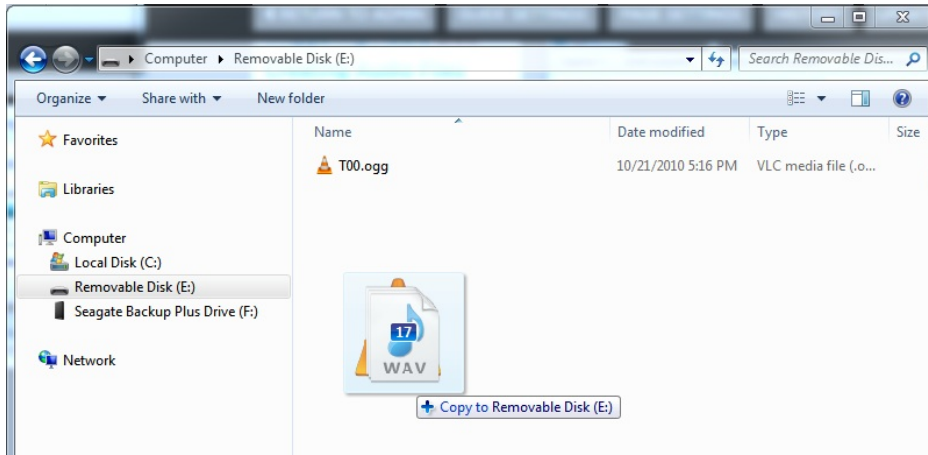 Computer Removable Disk (E:) Search Removable Dis...
Organize Share with New folder
Name Date modified Type Size
Favorites
T00.ogg 10/21/2010 5:16 PM VLC media file (.o...
Libraries
Computer
Local Disk (C:)
Removable Disk (E:)
Seagate Backup Plus Drive (F:)
Network
17
WAV
Copy to Removable Disk (E:)